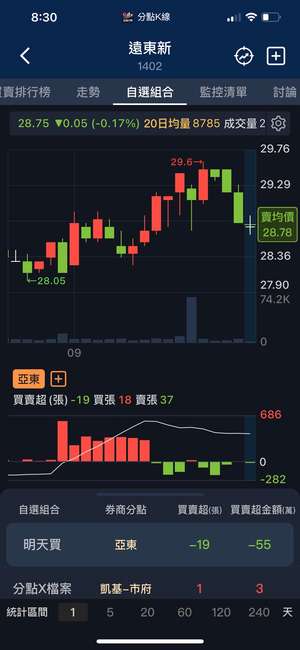 8:30
分點K線
遠東新
1402
賣排行榜 走勢 自選組合 監控清單 討論
28.75 ▼0.05 (-0.17%) 20日均量 8785 成交量 2
29.76
29.6→
29.29
賣均價
28.78
28.36
←28.05
27.90
74.2K
0
09
亞東
買賣超(張) -19 買張 18 賣張 37
686
0
-282
自選組合 券商分點 買賣超(張) 買賣超金額(萬)
明天買 亞東 -19 -55
分點X檔案 凱基-市府 1 3
統計區間 1 5 20 60 120 240 天